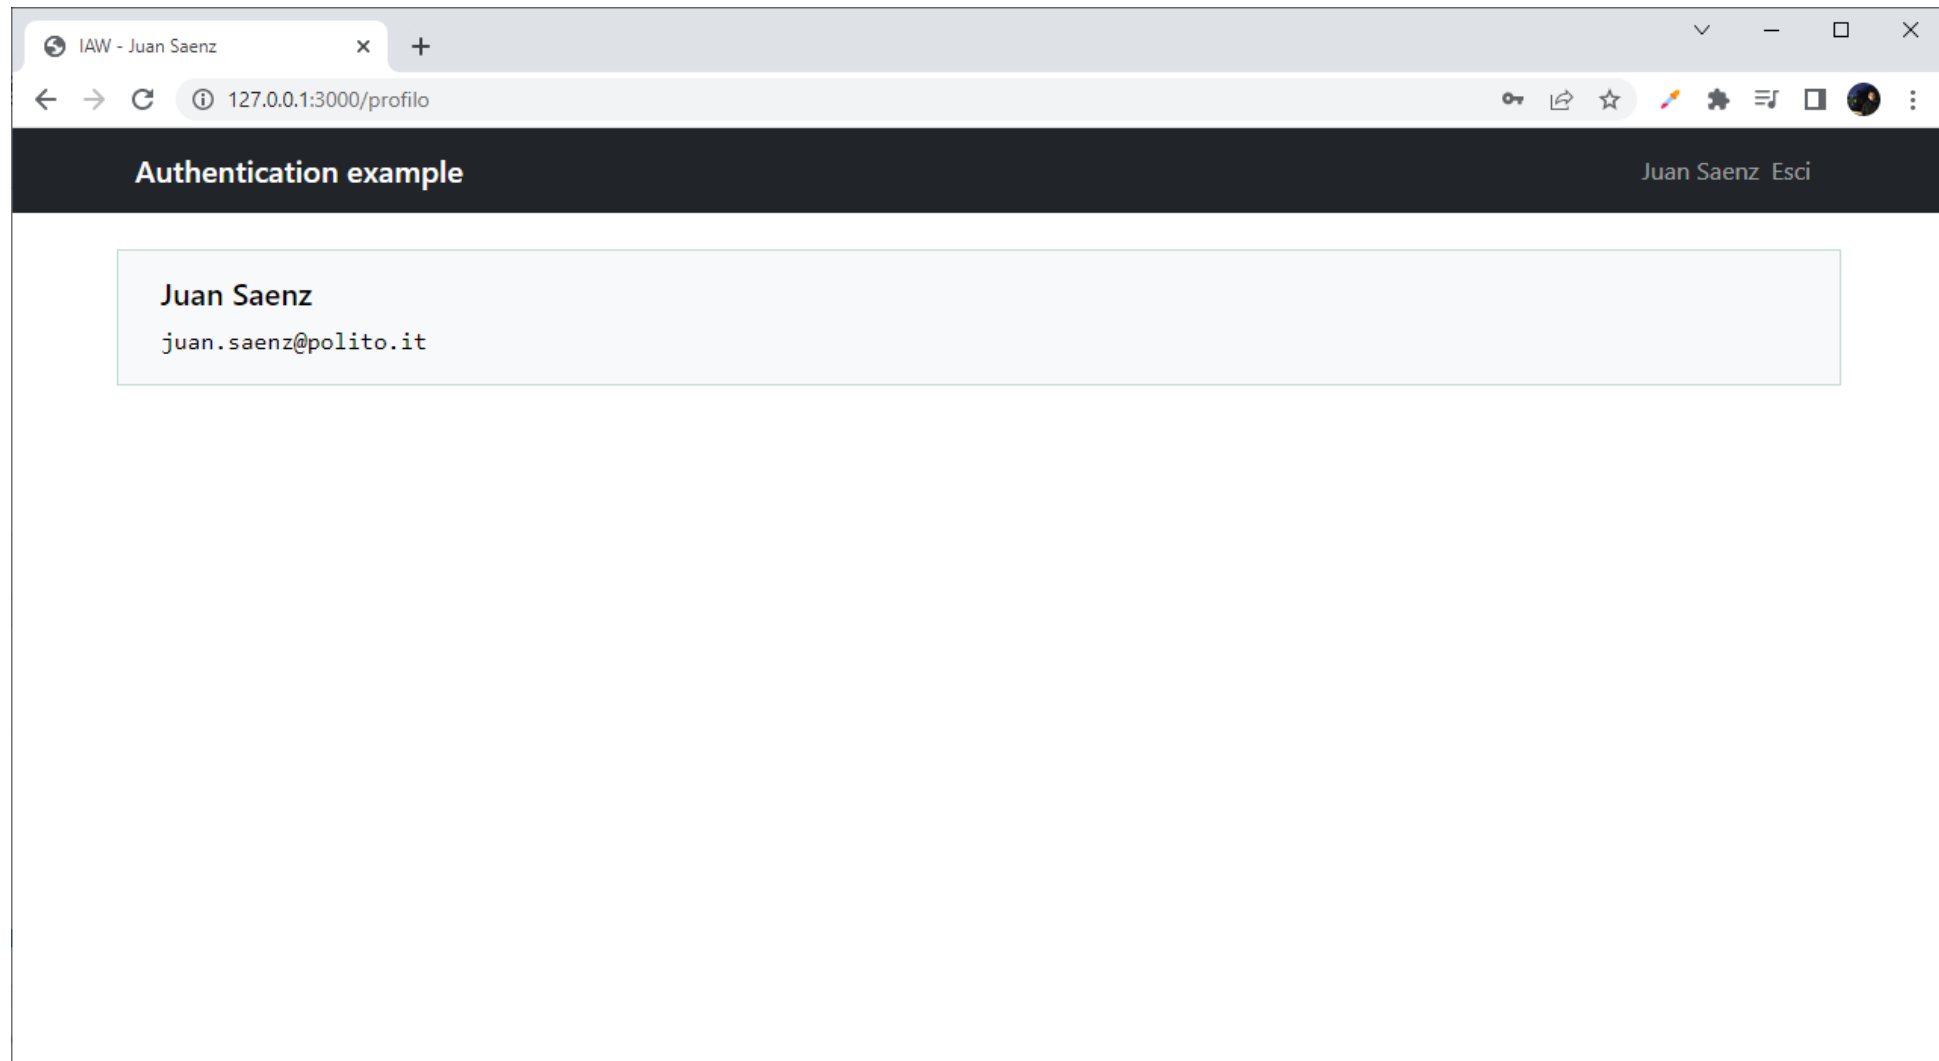 IAW - Juan Saenz
127.0.0.1:3000/profilo
Authentication example
Juan Saenz Esci
Juan Saenz
juan.saenz@polito.it